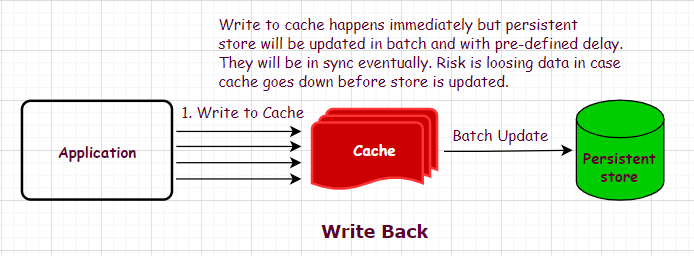 Write to cache happens immediately but persistent
store will be updated in batch and with pre-defined delay.
They will be in sync eventually. Risk is loosing data in case
cache goes down before store is updated.
1. Write to Cache
Application
Cache
Batch Update
Persistent
store
Write Back